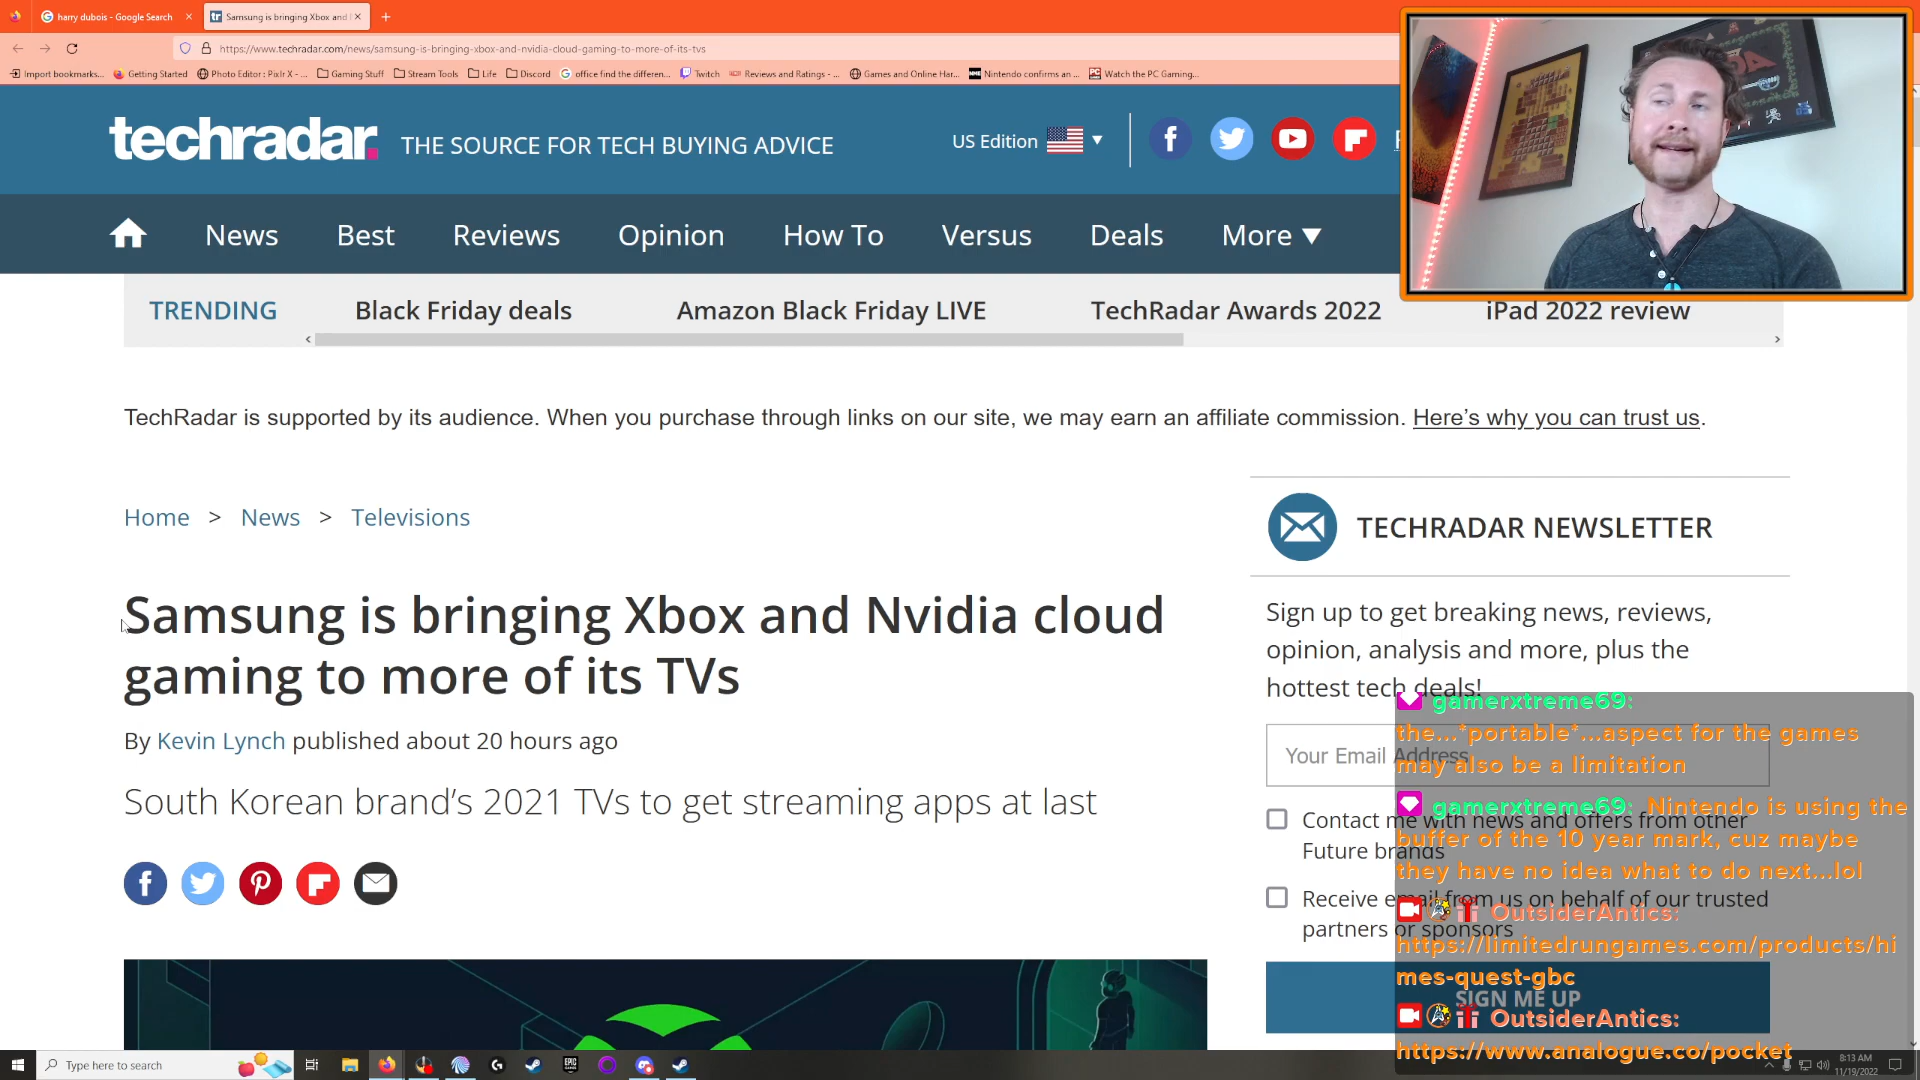 harry dubois - Google Search
Samsung is bringing Xbox and
https://www.techradar.com/news/samsung-is-bringing-xbox-and-nvidia-cloud-gaming-to-more-of-its-tvs
Import bookmarks... Getting Started Photo Editor : Pixlr X - ... Gaming Stuff Stream Tools Life Discord office find the differen... Twitch Reviews and Ratings - ... Games and Online Har... Nintendo confirms an ... Watch the PC Gaming...
techradar. THE SOURCE FOR TECH BUYING ADVICE US Edition
News Best Reviews Opinion How To Versus Deals More ▼
TRENDING Black Friday deals Amazon Black Friday LIVE TechRadar Awards 2022 iPad 2022 review
TechRadar is supported by its audience. When you purchase through links on our site, we may earn an affiliate commission. Here's why you can trust us.
Home > News > Televisions
Samsung is bringing Xbox and Nvidia cloud
gaming to more of its TVs
By Kevin Lynch published about 20 hours ago
South Korean brand's 2021 TVs to get streaming apps at last
TECHRADAR NEWSLETTER
Sign up to get breaking news, reviews,
opinion, analysis and more, plus the
hottest tech deals!
Your Email Address
Contact me with news and offers from other
Future brands
Receive email from us on behalf of our trusted
partners or sponsors
SIGN ME UP
gamerxtreme69:
the...*portable*...aspect for the games
may also be a limitation
gamerxtreme69: Nintendo is using the
buffer of the 10 year mark, cuz maybe
they have no idea what to do next...lol
OutsiderAntics:
https://limitedrungames.com/products/hi
mes-quest-gbc
OutsiderAntics:
https://www.analogue.co/pocket
Type here to search
8:13 AM
11/19/2022